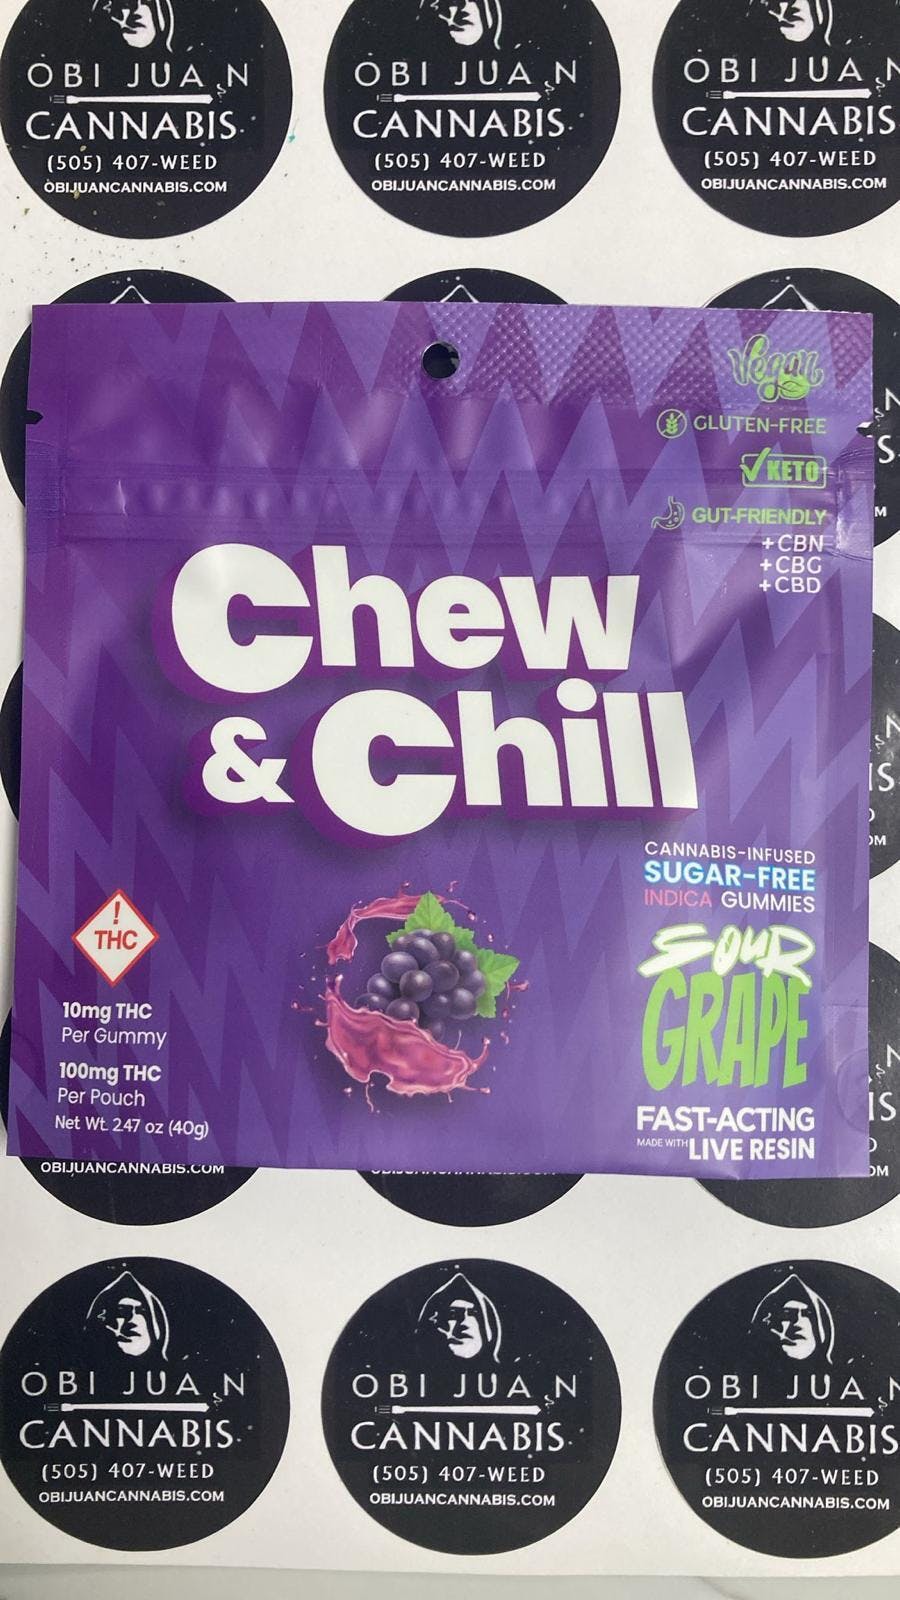 OBI JUAN
CANNABIS
(505) 407-WEED
OBIJUANCANNABIS.COM
OBI JUAN
CANNABIS
(505) 407-WEED
OBIJUANCANNABIS.COM
OBI JUAN
CANNABIS
(505) 407-WEED
OBIJUANCANNABIS.COM
Vegan
GLUTEN-FREE
KETO
GUT-FRIENDLY
+CBN
+CBG
+CBD
Chew
& Chill
CANNABIS-INFUSED
SUGAR-FREE
INDICA GUMMIES
SOUR
GRAPE
FAST-ACTING
MADE WITH LIVE RESIN
!
THC
10mg THC
Per Gummy
100mg THC
Per Pouch
Net Wt. 2.47 oz (40g)
OBIJUANCANNABIS.COM
OBI JUAN
CANNABIS
(505) 407-WEED
OBIJUANCANNABIS.COM
OBI JUAN
CANNABIS
(505) 407-WEED
OBIJUANCANNABIS.COM
OBI JUAN
CANNABIS
(505) 407-WEED
OBIJUANCANNABIS.COM